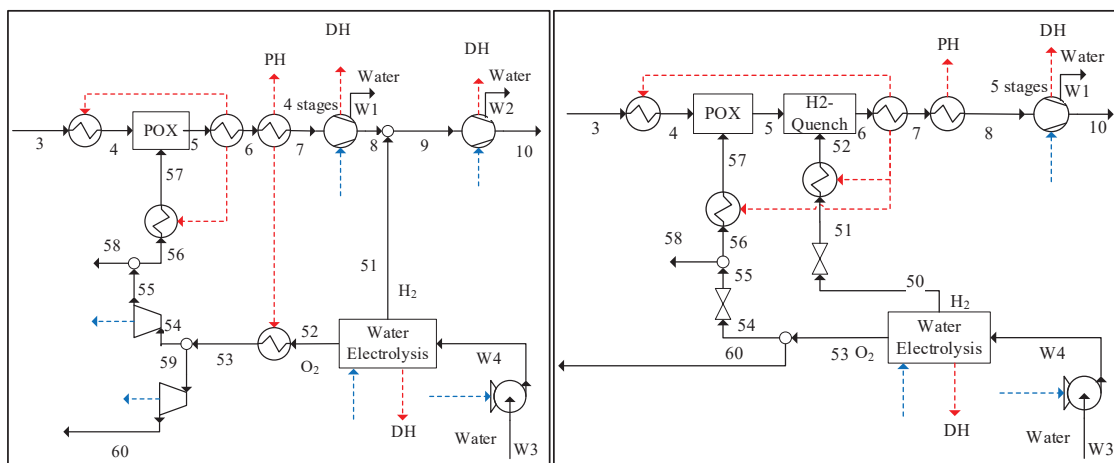 DH
PH
DH
Water
Water
4 stages
W1
W2
POX
3
4
5
6
7
8
9
10
57
58
56
51
55
H2
54
52
Water
Electrolysis
W4
59
53
O2
DH
Water
60
W3
DH
PH
Water
5 stages
W1
POX
H2-
Quench
3
4
5
6
7
8
10
57
52
58
56
51
55
50
H2
54
Water
Electrolysis
W4
60
53
O2
DH
Water
W3